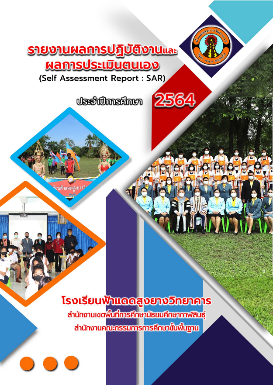 รายงานผลการปฏิบัติงานและ
ผลการประเมินตนเอง
(Self Assessment Report : SAR)
ประจำปีการศึกษา 2564
โรงเรียนฟ้าแดดสูงยางวิทยาคาร
สำนักงานเขตพื้นที่การศึกษามัธยมศึกษากาฬสินธุ์
สำนักงานคณะกรรมการการศึกษาขั้นพื้นฐาน